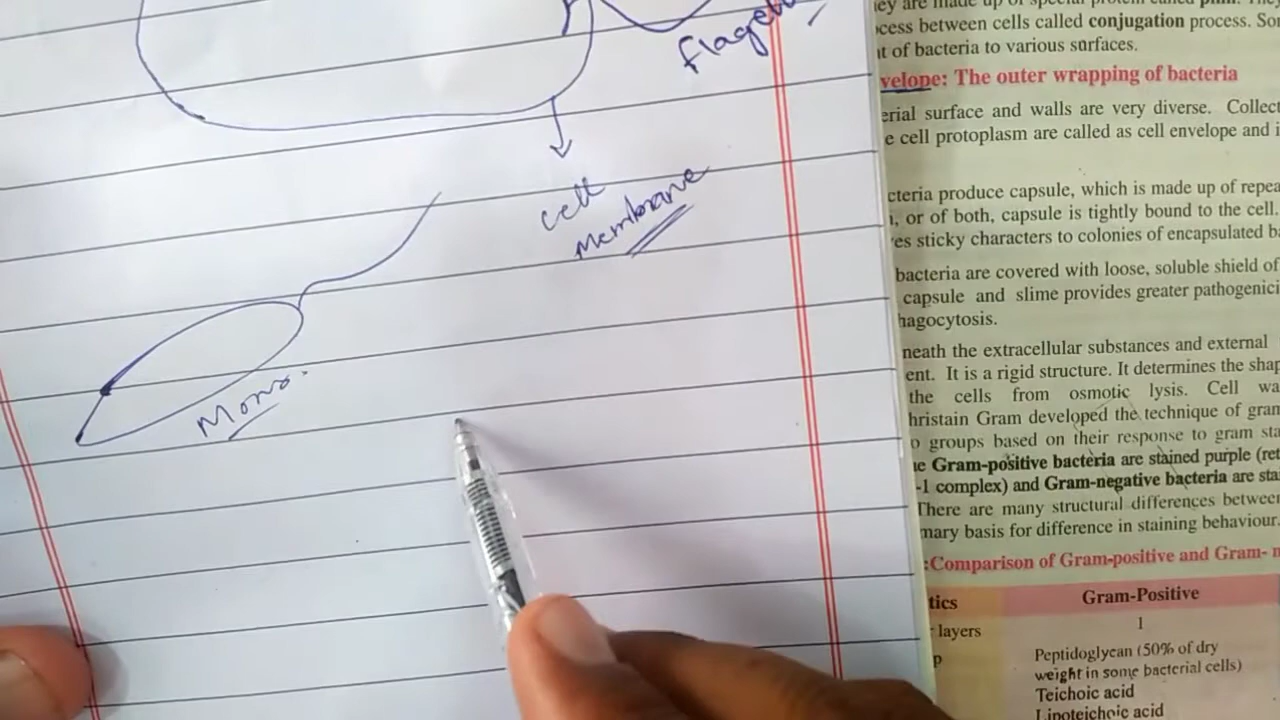 flagell
cell
Membrane
Mono.
hey are made up of special protein called pilin. They
ocess between cells called conjugation process. So
nt of bacteria to various surfaces.
velope: The outer wrapping of bacteria
erial surface and walls are very diverse. Collect
e cell protoplasm are called as cell envelope and i
cteria produce capsule, which is made up of repea
, or of both, capsule is tightly bound to the cell.
es sticky characters to colonies of encapsulated ba
bacteria are covered with loose, soluble shield of
capsule and slime provides greater pathogenici
hagocytosis.
neath the extracellular substances and external
ent. It is a rigid structure. It determines the shap
the cells from osmotic lysis. Cell wa
hristain Gram developed the technique of gram
o groups based on their response to gram sta
e Gram-positive bacteria are stained purple (ret
-1 complex) and Gram-negative bacteria are sta
There are many structural differences between
mary basis for difference in staining behaviour.
:Comparison of Gram-positive and Gram- n
tics Gram-Positive
layers 1
p Peptidoglycan (50% of dry
weight in some bacterial cells)
Teichoic acid
Lipoteichoic acid